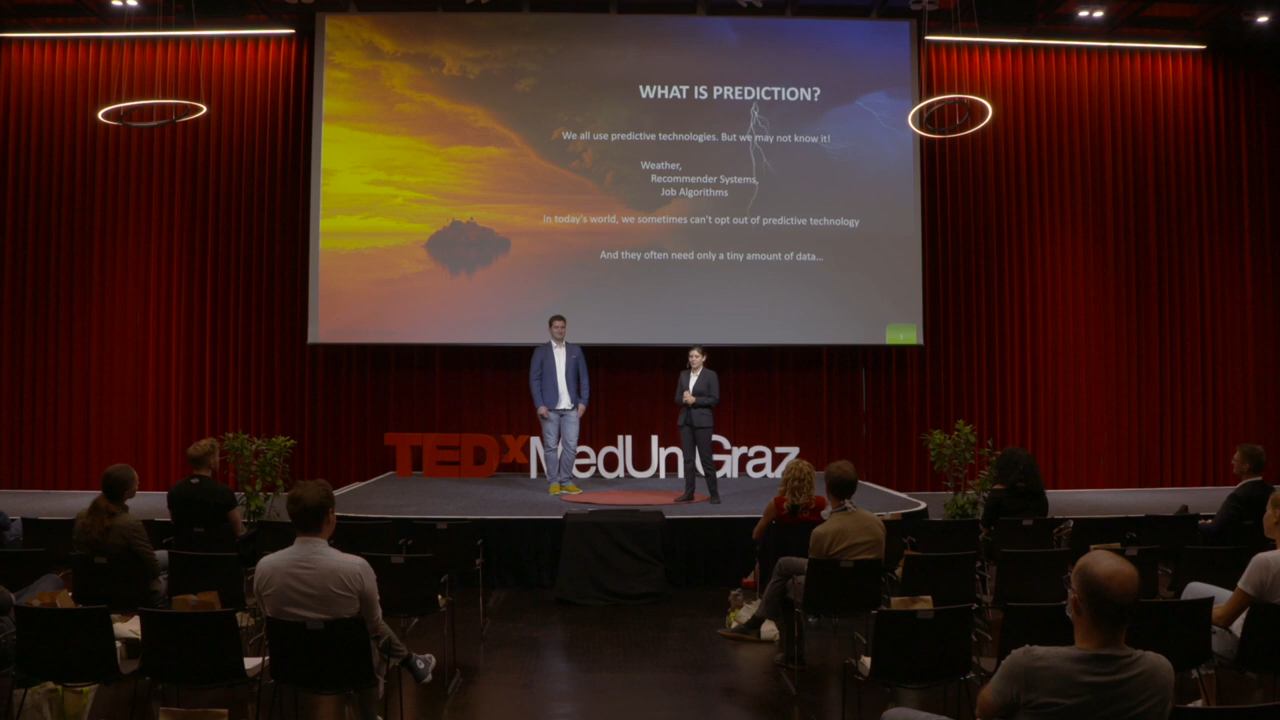 WHAT IS PREDICTION?
We all use predictive technologies. But we may not know it!
Weather,
Recommender Systems,
Job Algorithms
In today's world, we sometimes can't opt out of predictive technology
And they often need only a tiny amount of data...
TEDxMedUniGraz